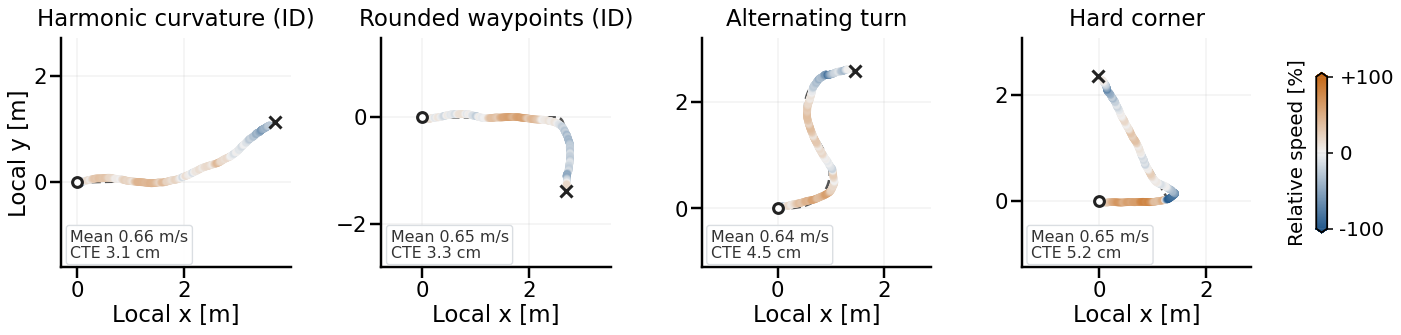 Harmonic curvature (ID)
Rounded waypoints (ID)
Alternating turn
Hard corner
Local y [m]
2
0
Mean 0.66 m/s
CTE 3.1 cm
0
2
Local x [m]
0
−2
Mean 0.65 m/s
CTE 3.3 cm
0
2
Local x [m]
2
0
Mean 0.64 m/s
CTE 4.5 cm
0
2
Local x [m]
2
0
Mean 0.65 m/s
CTE 5.2 cm
0
2
Local x [m]
Relative speed [%]
+100
0
-100